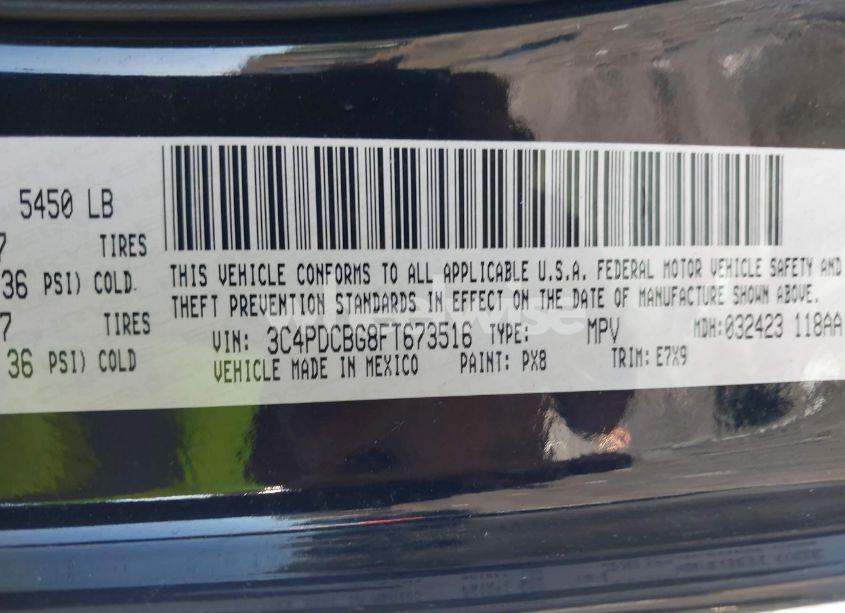 5450 LB
7 TIRES
36 PSI) COLD
7 TIRES
36 PSI) COLD
THIS VEHICLE CONFORMS TO ALL APPLICABLE U.S.A. FEDERAL MOTOR VEHICLE SAFETY AND
THEFT PREVENTION STANDARDS IN EFFECT ON THE DATE OF MANUFACTURE SHOWN ABOVE.
VIN: 3C4PDCBG8FT673516 TYPE: MPV MDH:032423 118AA
VEHICLE MADE IN MEXICO PAINT: PX8 TRIM: E7X9